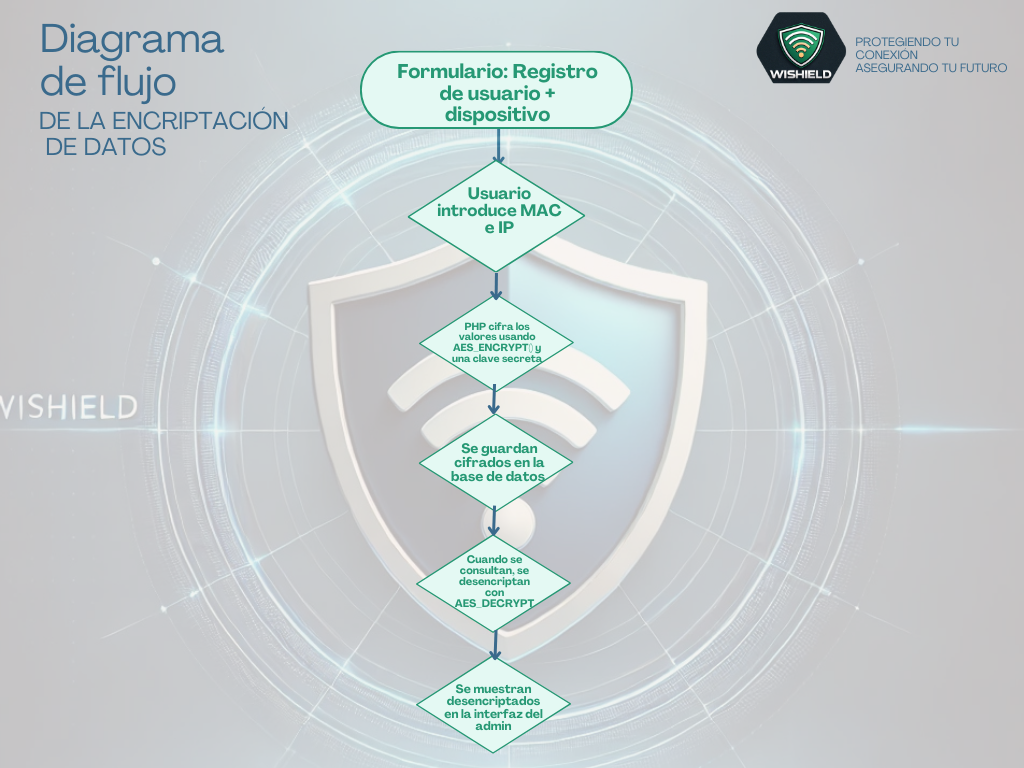 Diagrama
de flujo
DE LA ENCRIPTACIÓN
DE DATOS
WISHIELD
PROTEGIENDO TU
CONEXIÓN
ASEGURANDO TU FUTURO
Formulario: Registro
de usuario +
dispositivo
Usuario
introduce MAC
e IP
PHP cifra los
valores usando
AES_ENCRYPT() y
una clave secreta
WISHIELD
Se guardan
cifrados en la
base de datos
Cuando se
consultan, se
desencriptan
con
AES_DECRYPT
Se muestran
desencriptados
en la interfaz del
admin